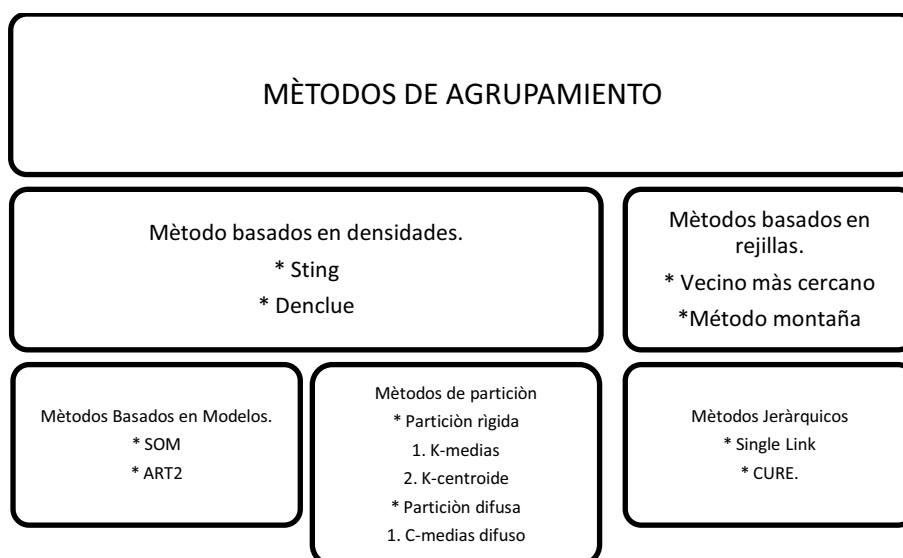 MÈTODOS DE AGRUPAMIENTO
Mètodo basados en densidades.
* Sting
* Denclue
Mètodos basados en
rejillas.
* Vecino màs cercano
*Método montaña
Mètodos Basados en Modelos.
* SOM
* ART2
Mètodos de particiòn
* Particiòn rìgida
1. K-medias
2. K-centroide
* Particiòn difusa
1. C-medias difuso
Mètodos Jeràrquicos
* Single Link
* CURE.